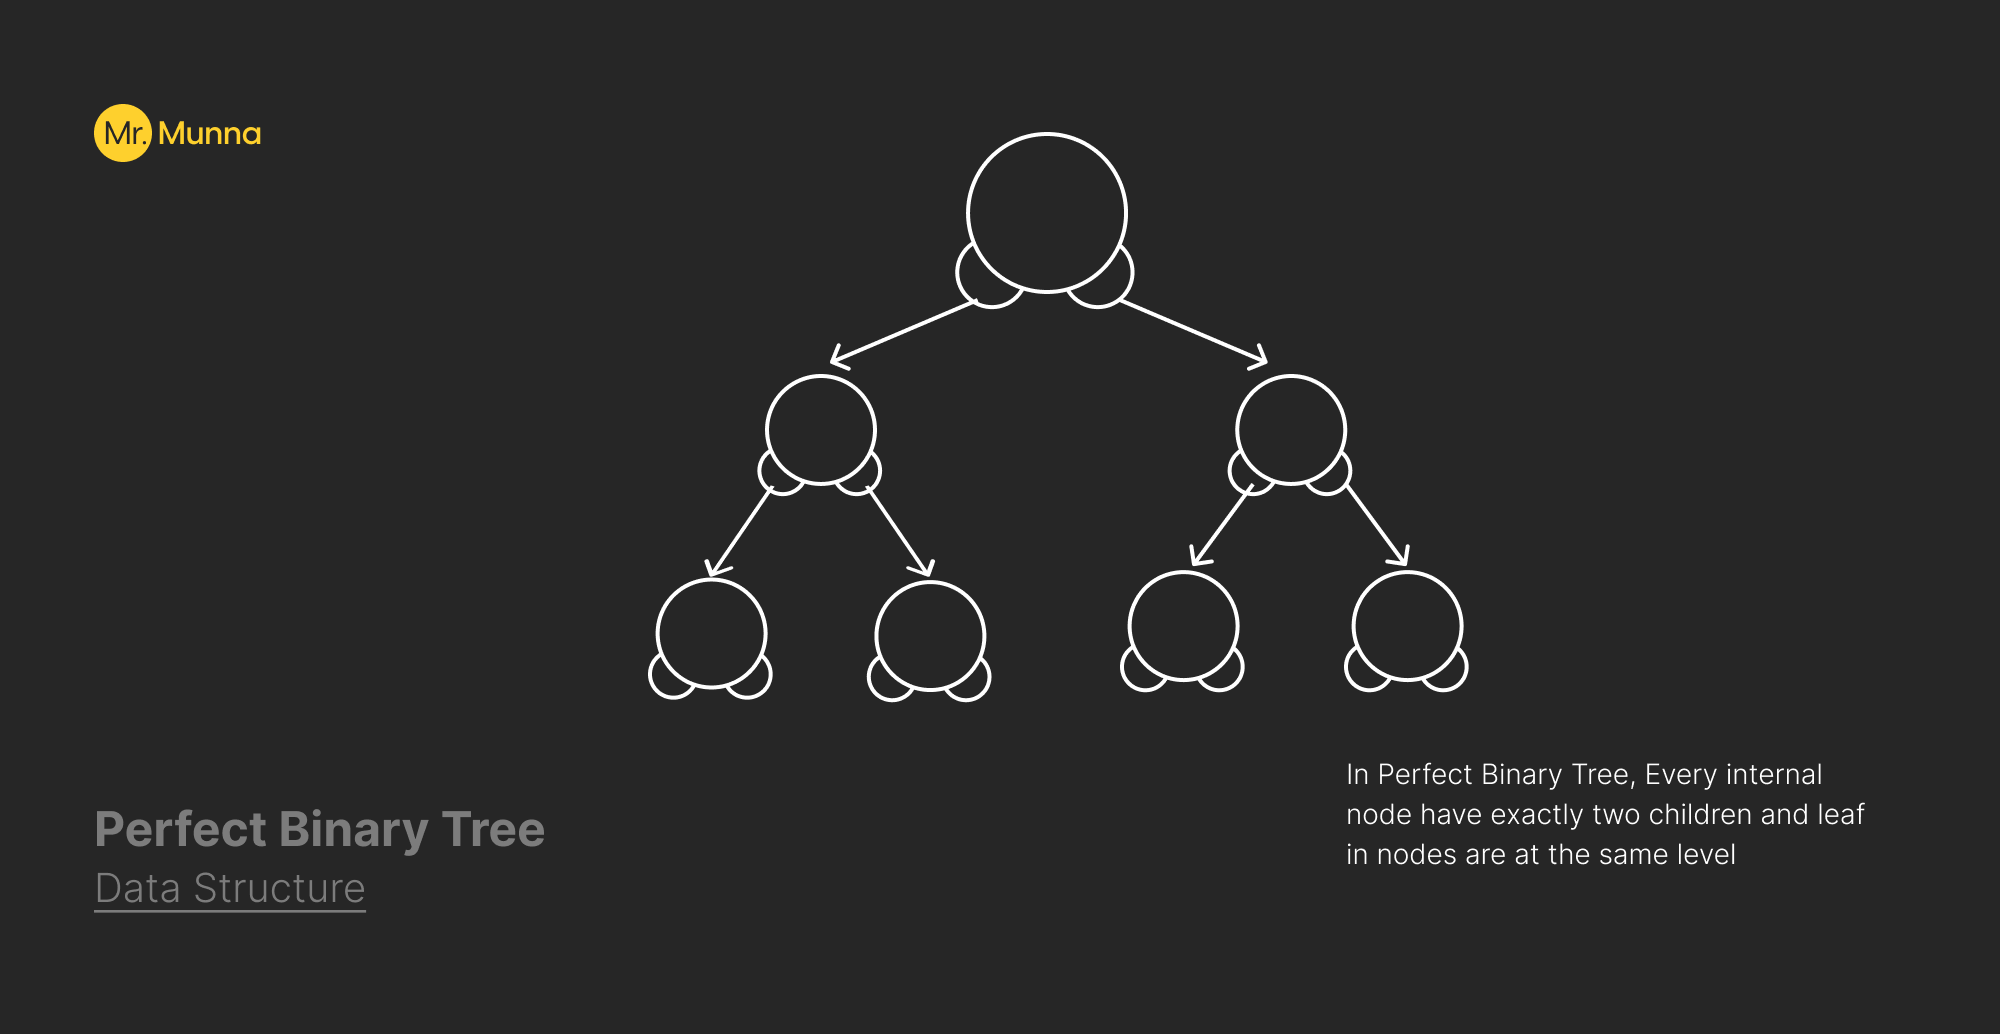 Mr. Munna
Perfect Binary Tree
Data Structure
In Perfect Binary Tree, Every internal
node have exactly two children and leaf
in nodes are at the same level